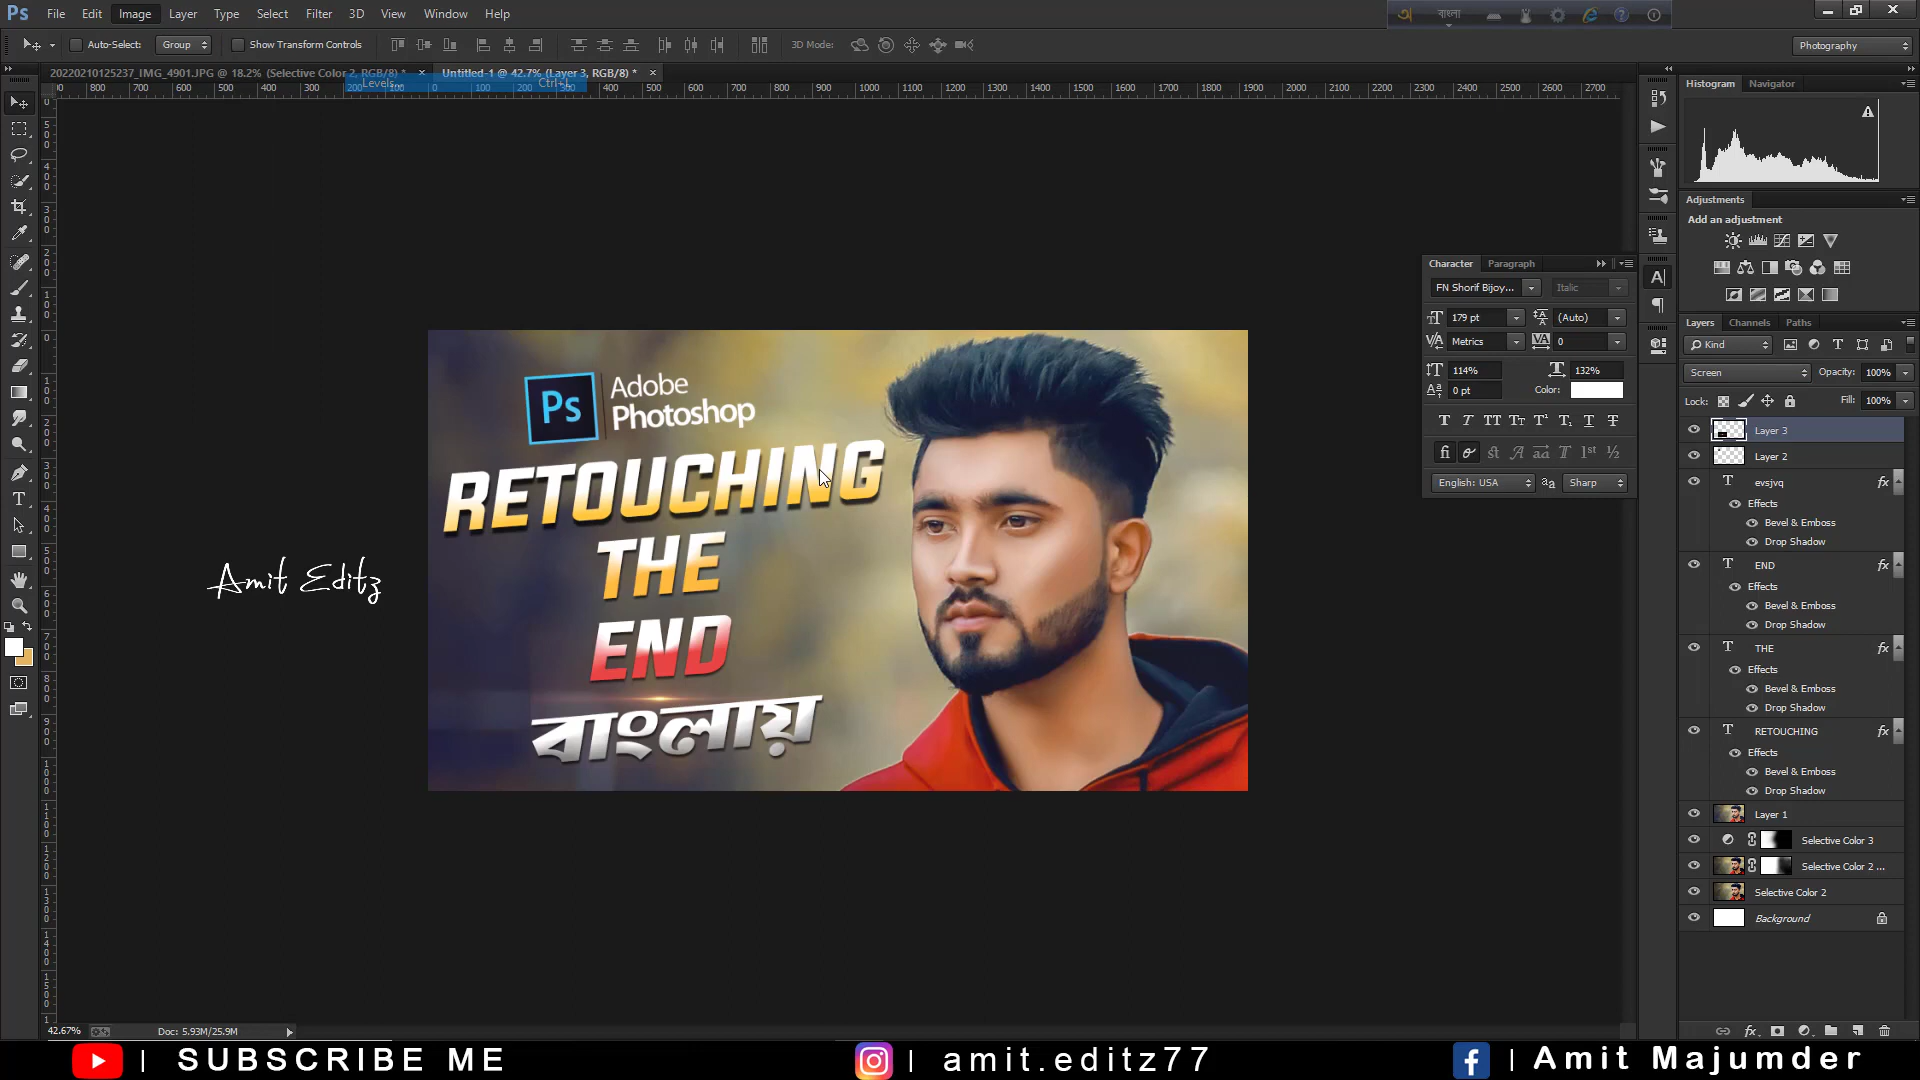 Ps File Edit Image Layer Type Select Filter 3D View Window Help
বাংলা
Auto-Select: Group Show Transform Controls 3D Mode: Photography
20220210125237_IMG_4901.JPG @ 18.2% (Selective Color 2, RGB/8) * × Untitled-1 @ 42.7% (Layer 3, RGB/8) * ×
Levels... Ctrl+L
Histogram Navigator
Adjustments
Add an adjustment
Character Paragraph
FN Shorif Bijoy... Italic
179 pt (Auto)
Metrics 0
114% 132%
0 pt Color:
English: USA Sharp
Layers Channels Paths
Kind
Screen Opacity: 100%
Lock: Fill: 100%
Layer 3
Layer 2
evsjvq fx
Effects
Bevel & Emboss
Drop Shadow
END fx
Effects
Bevel & Emboss
Drop Shadow
THE fx
Effects
Bevel & Emboss
Drop Shadow
RETOUCHING fx
Effects
Bevel & Emboss
Drop Shadow
Layer 1
Selective Color 3
Selective Color 2 ...
Selective Color 2
Background
Ps Adobe
Photoshop
RETOUCHING
THE
END
বাংলায়
Amit Editz
42.67% Doc: 5.93M/25.9M
| SUBSCRIBE ME | amit.editz77 | Amit Majumder